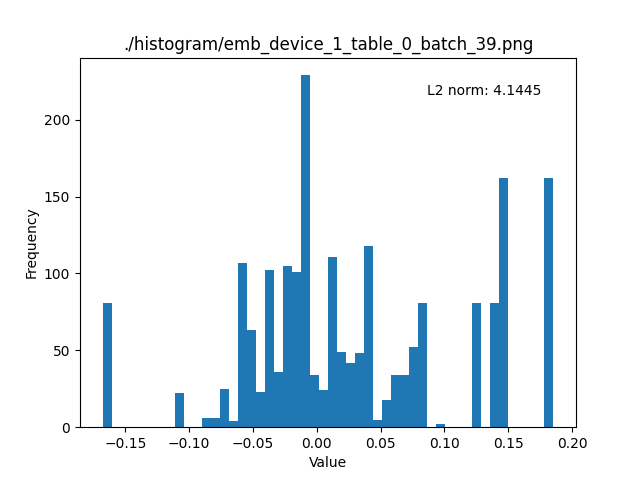 ./histogram/emb_device_1_table_0_batch_39.png
L2 norm: 4.1445
200
150
100
50
0
Frequency
−0.15 −0.10 −0.05 0.00 0.05 0.10 0.15 0.20
Value